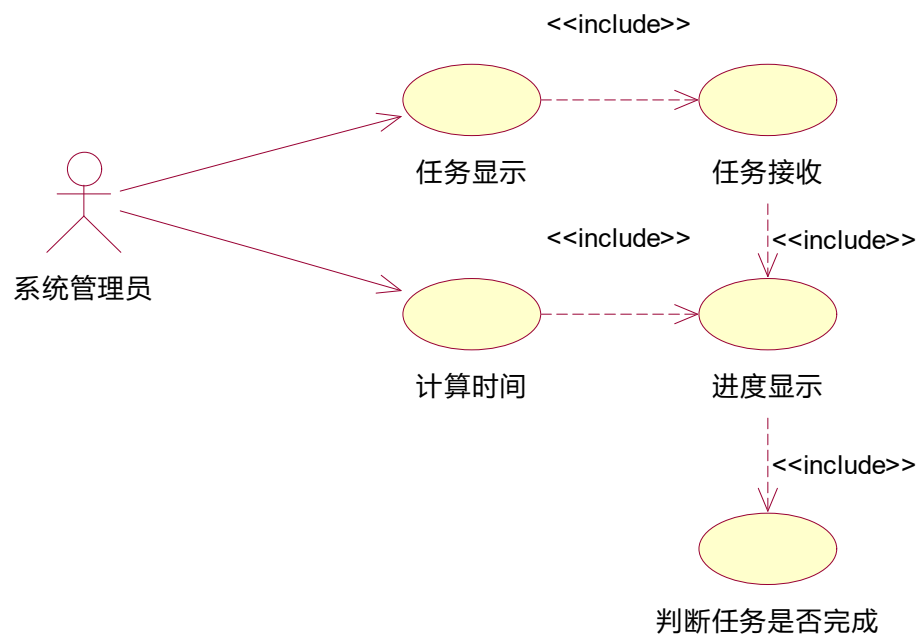 <<include>>
任务显示
任务接收
系统管理员
<<include>>
<<include>>
计算时间
进度显示
<<include>>
判断任务是否完成